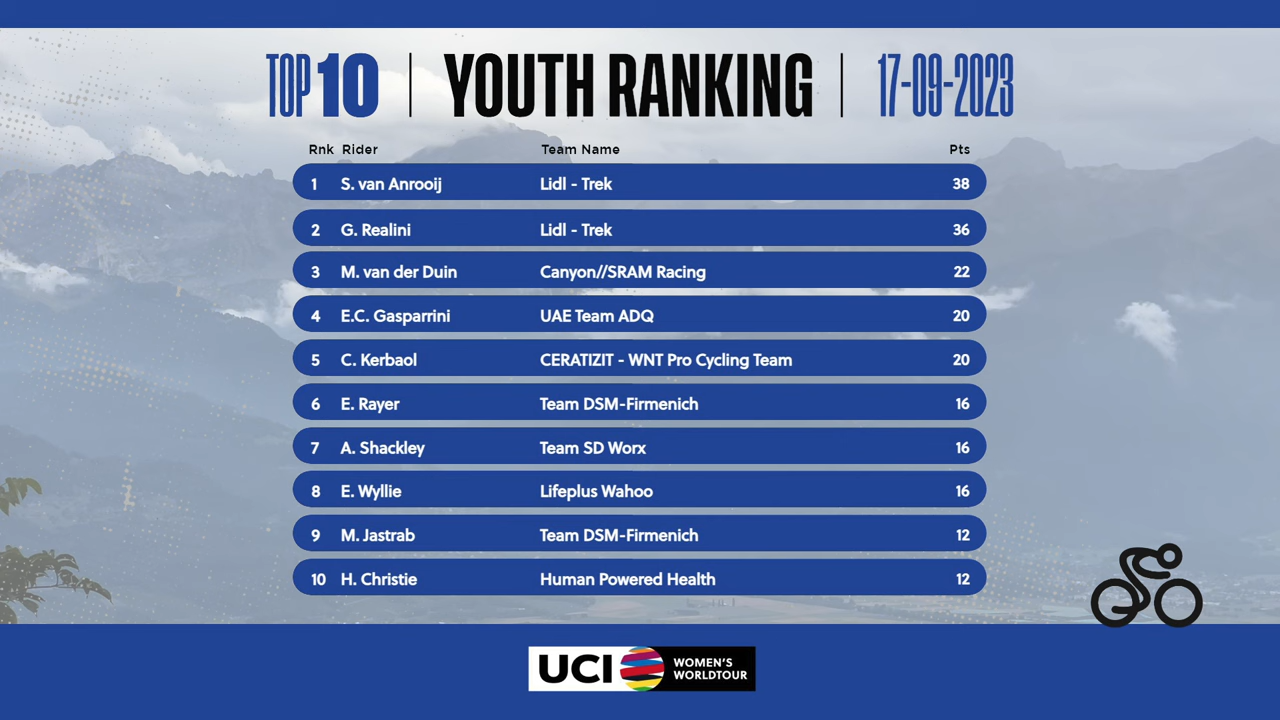 TOP 10 | YOUTH RANKING | 17-09-2023
Rnk Rider Team Name Pts
1 S. van Anrooij Lidl - Trek 38
2 G. Realini Lidl - Trek 36
3 M. van der Duin Canyon//SRAM Racing 22
4 E.C. Gasparrini UAE Team ADQ 20
5 C. Kerbaol CERATIZIT - WNT Pro Cycling Team 20
6 E. Rayer Team DSM-Firmenich 16
7 A. Shackley Team SD Worx 16
8 E. Wyllie Lifeplus Wahoo 16
9 M. Jastrab Team DSM-Firmenich 12
10 H. Christie Human Powered Health 12
UCI WOMEN'S
WORLDTOUR